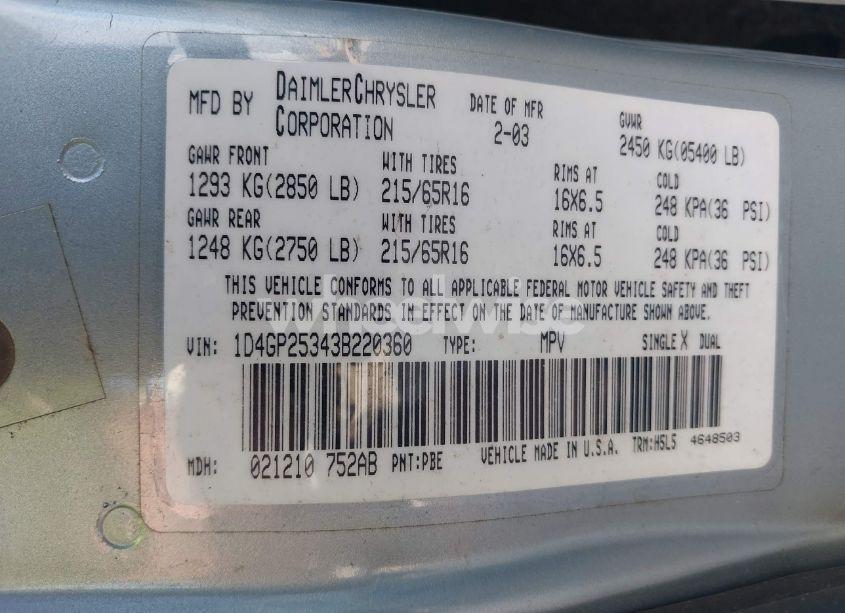 MFD BY DAIMLERCHRYSLER CORPORATION DATE OF MFR 2-03 GVWR 2450 KG(05400 LB)
GAWR FRONT WITH TIRES RIMS AT COLD
1293 KG(2850 LB) 215/65R16 16X6.5 248 KPA(36 PSI)
GAWR REAR WITH TIRES RIMS AT COLD
1248 KG(2750 LB) 215/65R16 16X6.5 248 KPA(36 PSI)
THIS VEHICLE CONFORMS TO ALL APPLICABLE FEDERAL MOTOR VEHICLE SAFETY AND THEFT
PREVENTION STANDARDS IN EFFECT ON THE DATE OF MANUFACTURE SHOWN ABOVE.
wheelwise
VIN: 1D4GP25343B220360 TYPE: MPV SINGLE X DUAL
MDH: 021210 752AB PNT:PBE VEHICLE MADE IN U.S.A. TRM:H5L5 4648503